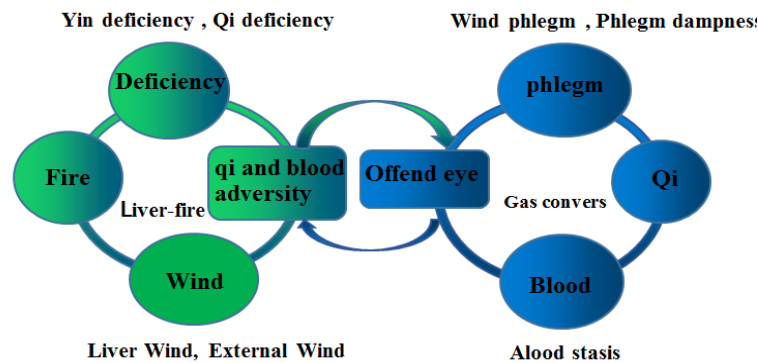 Yin deficiency , Qi deficiency
Wind phlegm , Phlegm dampness
Deficiency
phlegm
Fire
qi and blood
adversity
Offend eye
Qi
Liver-fire
Gas convers
Wind
Blood
Liver Wind, External Wind
Alood stasis